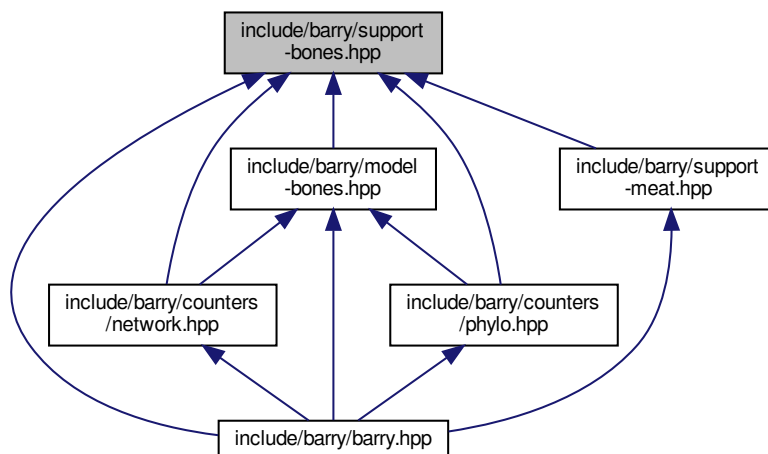 include/barry/support
-bones.hpp
include/barry/model
-bones.hpp
include/barry/support
-meat.hpp
include/barry/counters
/network.hpp
include/barry/counters
/phylo.hpp
include/barry/barry.hpp